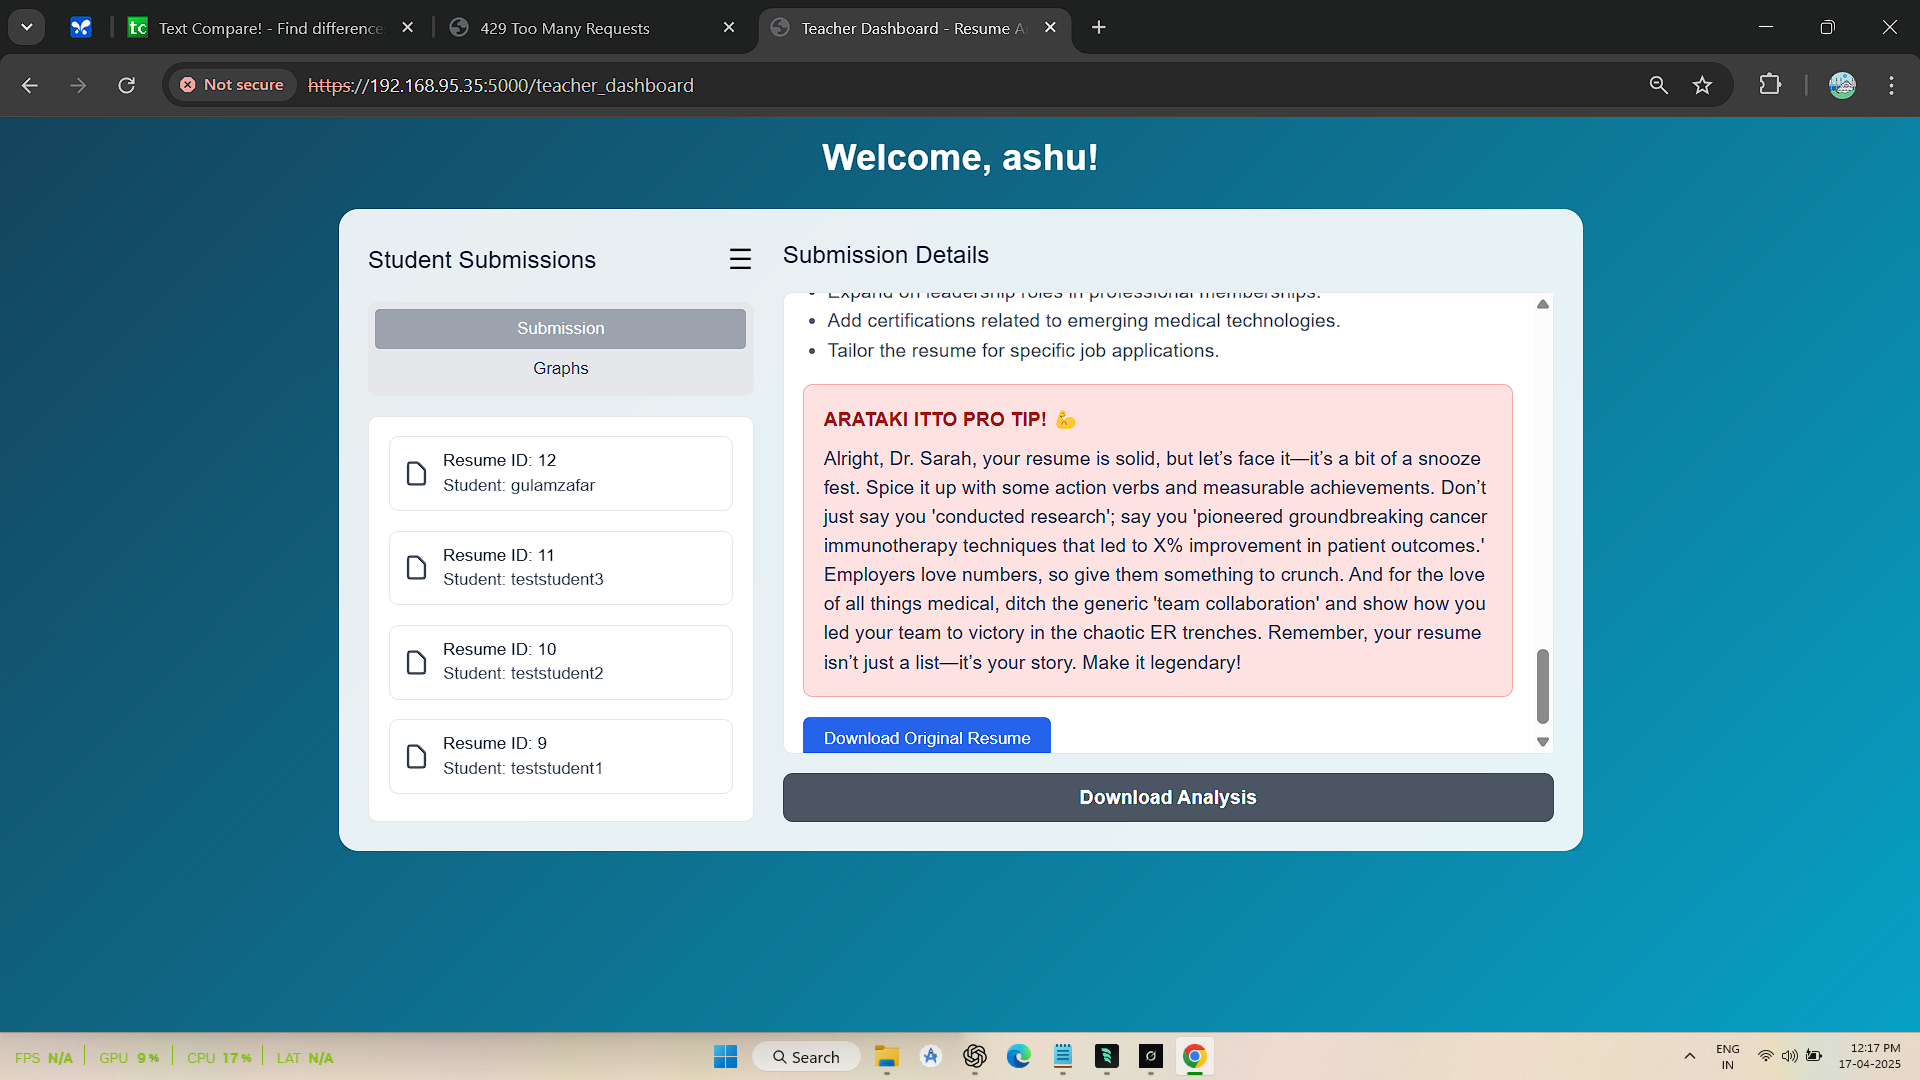 Text Compare! - Find difference
429 Too Many Requests
Teacher Dashboard - Resume A
Not secure
https://192.168.95.35:5000/teacher_dashboard
Welcome, ashu!
Student Submissions
Submission
Graphs
Resume ID: 12
Student: gulamzafar
Resume ID: 11
Student: teststudent3
Resume ID: 10
Student: teststudent2
Resume ID: 9
Student: teststudent1
Submission Details
Expand on leadership roles in professional memberships.
Add certifications related to emerging medical technologies.
Tailor the resume for specific job applications.
ARATAKI ITTO PRO TIP! 💪
Alright, Dr. Sarah, your resume is solid, but let’s face it—it’s a bit of a snooze
fest. Spice it up with some action verbs and measurable achievements. Don’t
just say you 'conducted research'; say you 'pioneered groundbreaking cancer
immunotherapy techniques that led to X% improvement in patient outcomes.'
Employers love numbers, so give them something to crunch. And for the love
of all things medical, ditch the generic 'team collaboration' and show how you
led your team to victory in the chaotic ER trenches. Remember, your resume
isn’t just a list—it’s your story. Make it legendary!
Download Original Resume
Download Analysis
FPS N/A GPU 9% CPU 17% LAT N/A
Search
ENG
IN
12:17 PM
17-04-2025